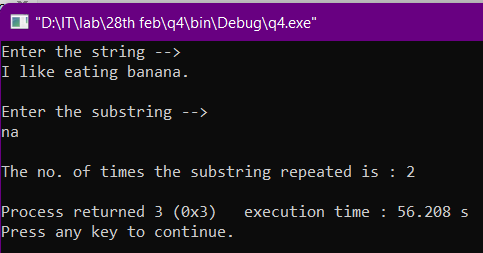 "D:\IT\lab\28th feb\q4\bin\Debug\q4.exe"
Enter the string -->
I like eating banana.
Enter the substring -->
na
The no. of times the substring repeated is : 2
Process returned 3 (0x3)   execution time : 56.208 s
Press any key to continue.